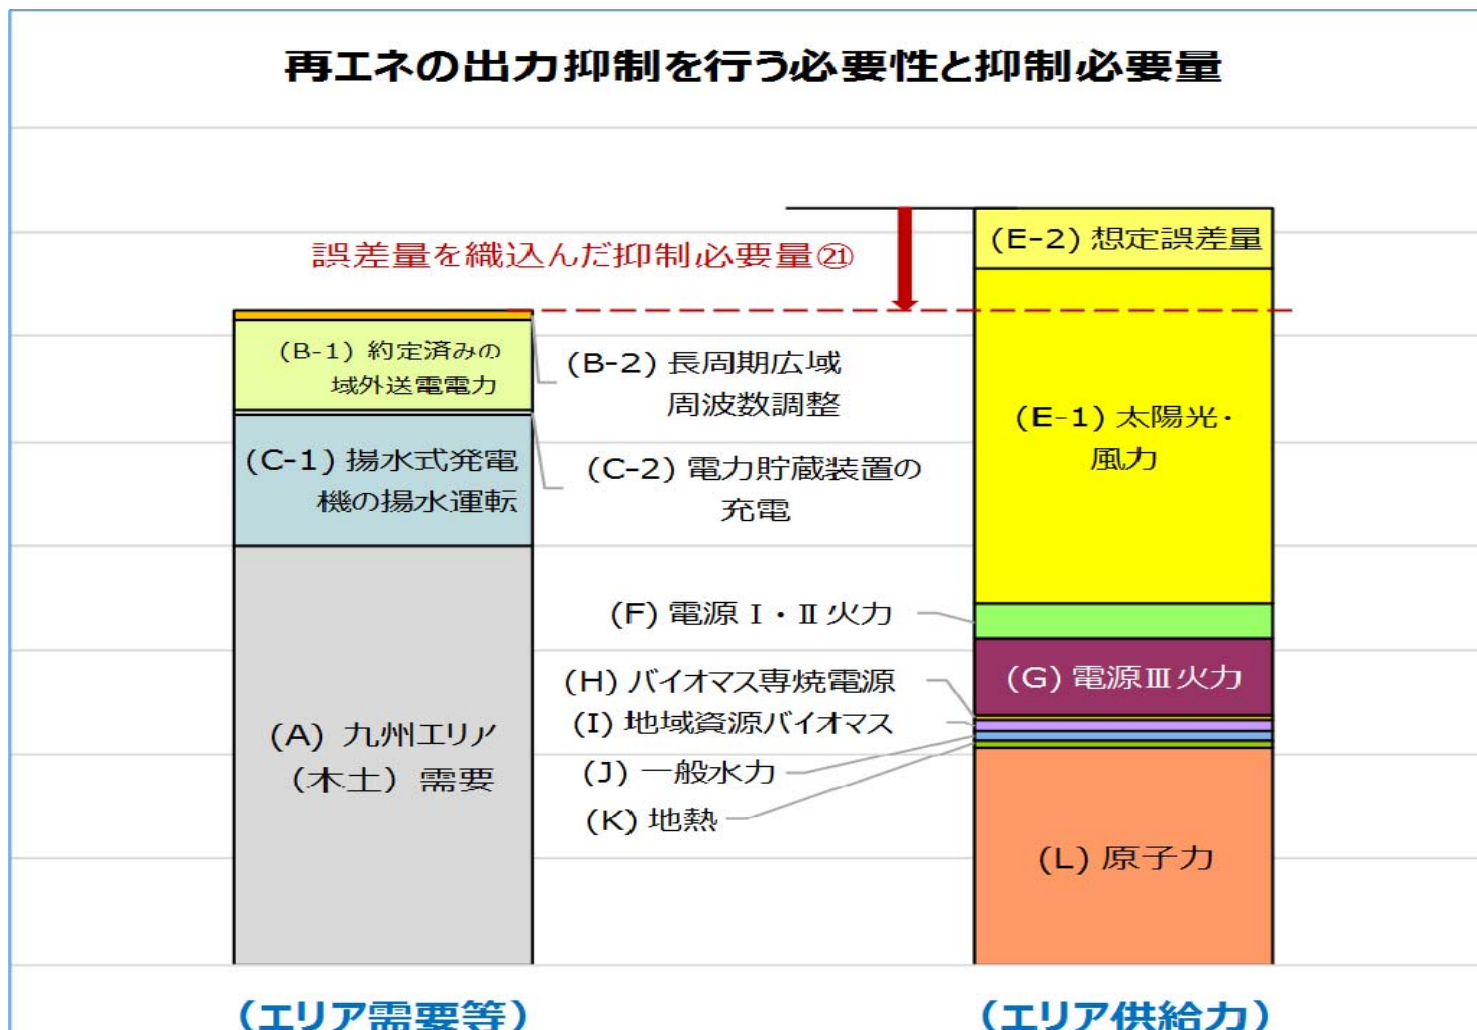 再エネの出力抑制を行う必要性と抑制必要量
(E-2) 想定誤差量
誤差量を織込んだ抑制必要量㉑
(B-1) 約定済みの
域外送電電力
(B-2) 長周期広域
周波数調整
(E-1) 太陽光・
風力
(C-1) 揚水式発電
機の揚水運転
(C-2) 電力貯蔵装置の
充電
(F) 電源Ⅰ・Ⅱ火力
(G) 電源Ⅲ火力
(H) バイオマス専焼電源
(I) 地域資源バイオマス
(A) 九州エリア
(本土) 需要
(J) 一般水力
(K) 地熱
(L) 原子力
(エリア需要等)
(エリア供給力)